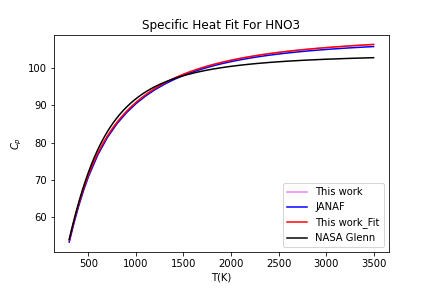 Specific Heat Fit For HNO3
100
90
80
70
60
C_p
This work
JANAF
This work_Fit
NASA Glenn
500 1000 1500 2000 2500 3000 3500
T(K)